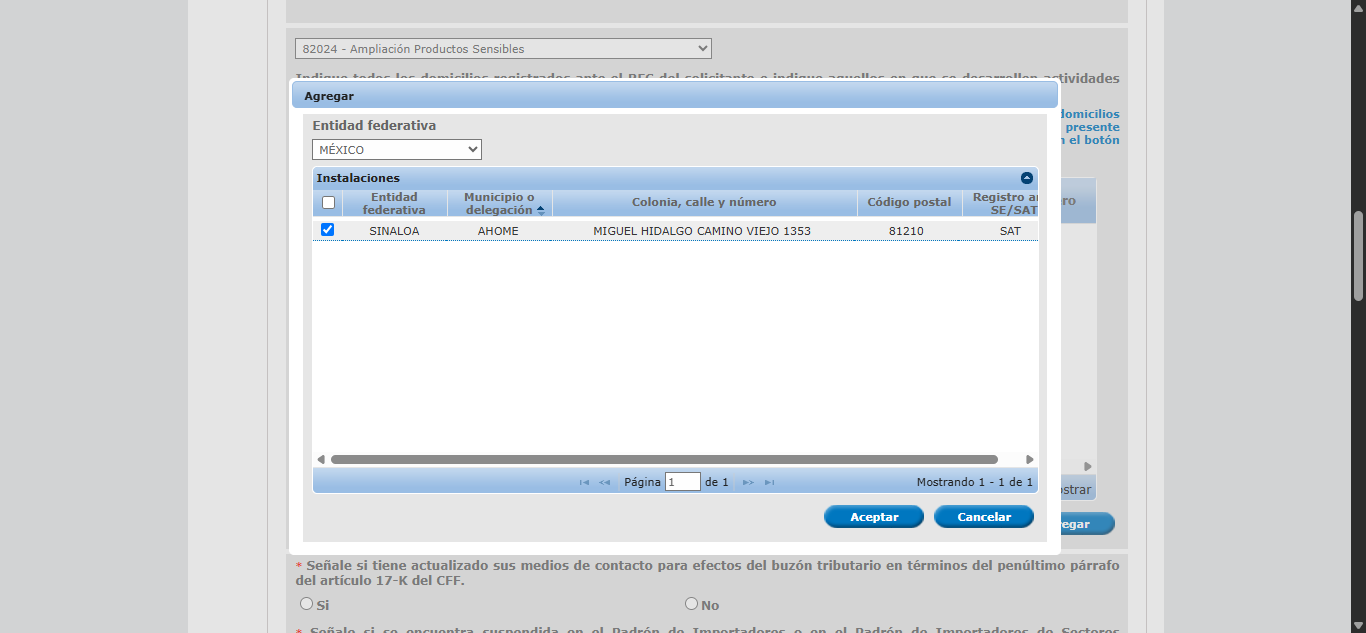 82024 - Ampliación Productos Sensibles
Indique todos los domicilios registrados ante el RFC del solicitante o indique aquellos en que se desarrollen actividades
Agregar
domicilios
presente
el botón
Entidad federativa
MÉXICO
Instalaciones
Entidad federativa
Municipio o delegación
Colonia, calle y número
Código postal
Registro an
SE/SAT
SINALOA AHOME MIGUEL HIDALGO CAMINO VIEJO 1353 81210 SAT
Página 1 de 1
Mostrando 1 - 1 de 1
ostrar
Aceptar Cancelar
egar
* Señale si tiene actualizado sus medios de contacto para efectos del buzón tributario en términos del penúltimo párrafo
del artículo 17-K del CFF.
Si No
* Señale si se encuentra suspendida en el Padrón de Importadores o en el Padrón de Importadores de Sectores